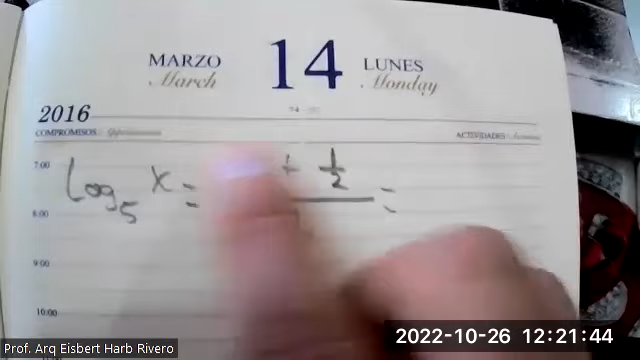 MARZO 14 LUNES
March Monday
2016
COMPROMISOS ACTIVIDADES
7:00
log₅ x = + 1/2 =
8:00
9:00
10:00
Prof. Arq Eisbert Harb Rivero
2022-10-26 12:21:44